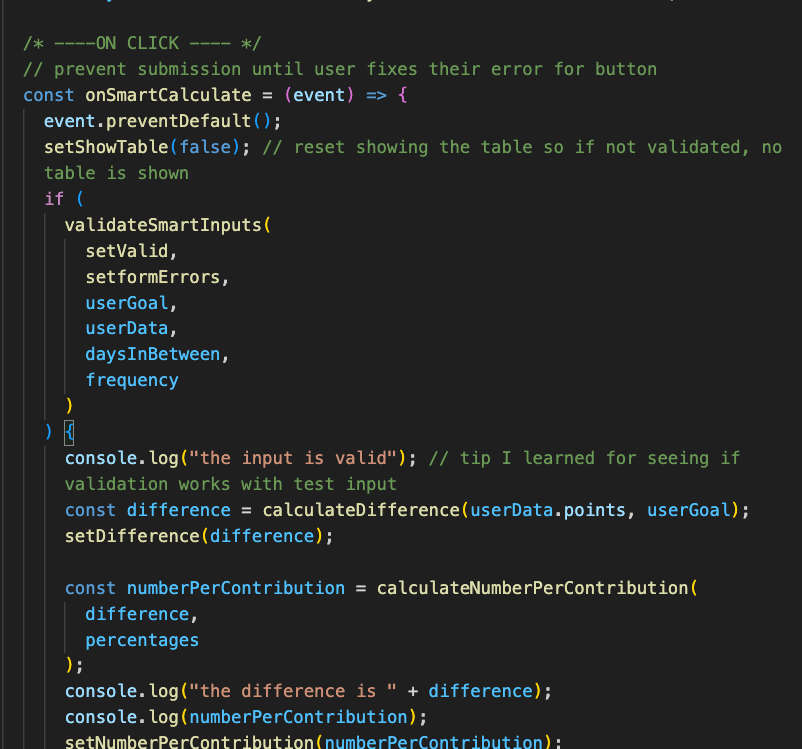 /* ----ON CLICK ---- */
// prevent submission until user fixes their error for button
const onSmartCalculate = (event) => {
event.preventDefault();
setShowTable(false); // reset showing the table so if not validated, no
table is shown
if (
validateSmartInputs(
setValid,
setformErrors,
userGoal,
userData,
daysInBetween,
frequency
)
) {
console.log("the input is valid"); // tip I learned for seeing if
validation works with test input
const difference = calculateDifference(userData.points, userGoal);
setDifference(difference);
const numberPerContribution = calculateNumberPerContribution(
difference,
percentages
);
console.log("the difference is " + difference);
console.log(numberPerContribution);
setNumberPerContribution(numberPerContribution);